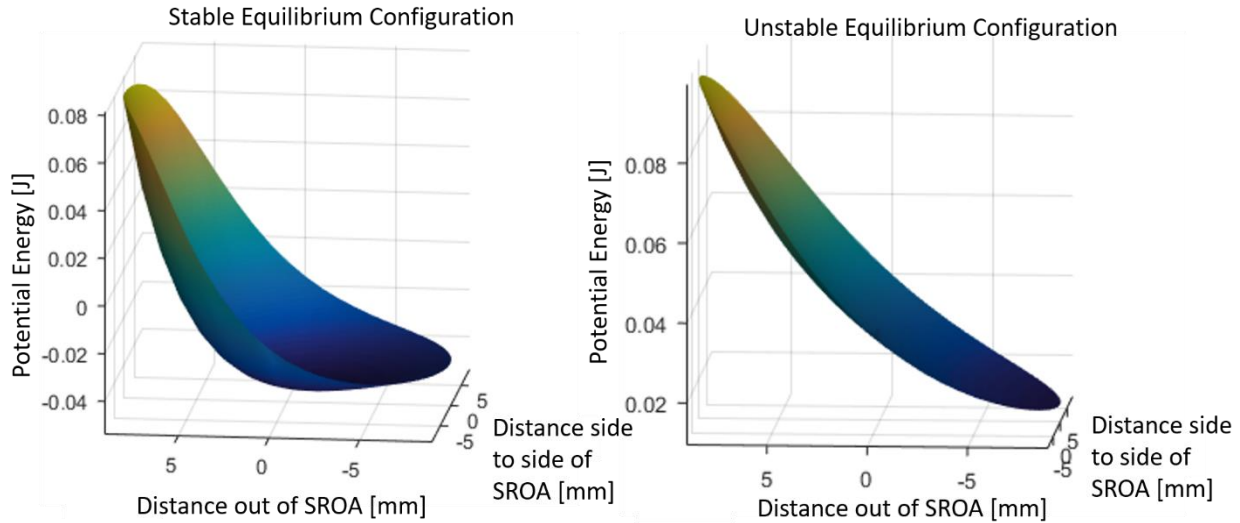 Stable Equilibrium Configuration
Potential Energy [J]
0.08
0.06
0.04
0.02
0
-0.02
-0.04
5
0
-5
Distance out of SROA [mm]
5
0
-5
Distance side
to side of
SROA [mm]
Unstable Equilibrium Configuration
Potential Energy [J]
0.08
0.06
0.04
0.02
5
0
-5
Distance out of SROA [mm]
5
0
-5
Distance side
to side of
SROA [mm]